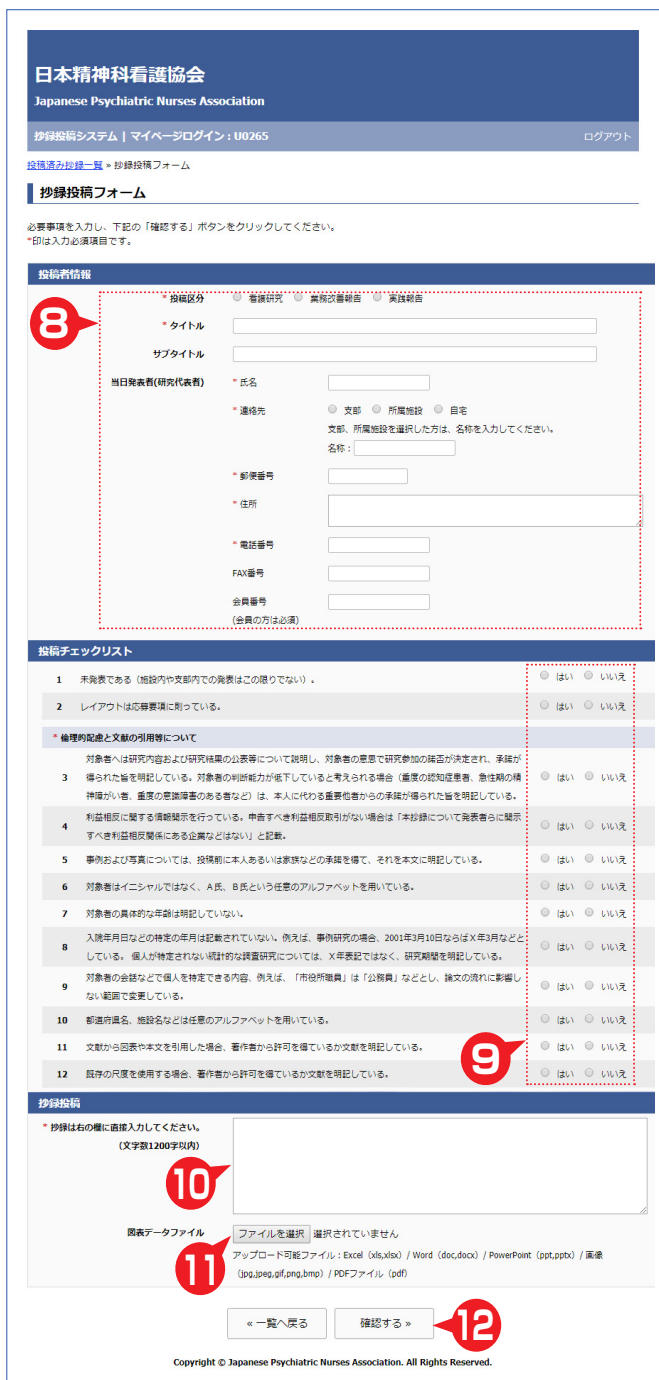 日本精神科看護協会
Japanese Psychiatric Nurses Association
抄録投稿システム | マイページログイン : U0265
ログアウト
投稿済み抄録一覧 » 抄録投稿フォーム
抄録投稿フォーム
必要事項を入力し、下記の「確認する」ボタンをクリックしてください。
*印は入力必須項目です。
投稿者情報
8
* 投稿区分 看護研究 業務改善報告 実践報告
* タイトル
サブタイトル
当日発表者(研究代表者) * 氏名
* 連絡先 支部 所属施設 自宅
支部、所属施設を選択した方は、名称を入力してください。
名称 :
* 郵便番号
* 住所
* 電話番号
FAX番号
会員番号
(会員の方は必須)
投稿チェックリスト
1 未発表である（施設内や支部内での発表はこの限りでない）。 はい いいえ
2 レイアウトは応募要項に則っている。 はい いいえ
* 倫理的配慮と文献の引用等について
対象者へは研究内容および研究結果の公表等について説明し、対象者の意思で研究参加の諾否が決定され、承諾が
3 得られた旨を明記している。対象者の判断能力が低下していると考えられる場合（重度の認知症患者、急性期の精 はい いいえ
神障がい者、重度の意識障害のある者など）は、本人に代わる重要他者からの承諾が得られた旨を明記している。
利益相反に関する情報開示を行っている。申告すべき利益相反取引がない場合は「本抄録について発表者らに開示
4 はい いいえ
すべき利益相反関係にある企業などはない」と記載。
5 事例および写真については、投稿前に本人あるいは家族などの承諾を得て、それを本文に明記している。 はい いいえ
6 対象者はイニシャルではなく、A氏、B氏という任意のアルファベットを用いている。 はい いいえ
7 対象者の具体的な年齢は明記していない。 はい いいえ
入院年月日などの特定の年月は記載されていない。例えば、事例研究の場合、2001年3月10日ならばX年3月などと
8 はい いいえ
している。 個人が特定されない統計的な調査研究については、X年表記ではなく、研究期間を明記している。
対象者の会話などで個人を特定できる内容、例えば、「市役所職員」は「公務員」などとし、論文の流れに影響し
9 はい いいえ
ない範囲で変更している。
10 都道府県名、施設名などは任意のアルファベットを用いている。 はい いいえ
11 文献から図表や本文を引用した場合、著作者から許可を得ているか文献を明記している。 はい いいえ
9
12 既存の尺度を使用する場合、著作者から許可を得ているか文献を明記している。 はい いいえ
抄録投稿
* 抄録は右の欄に直接入力してください。
（文字数1200字以内）
10
図表データファイル ファイルを選択 選択されていません
11
アップロード可能ファイル : Excel（xls,xlsx）/ Word（doc,docx）/ PowerPoint（ppt,pptx）/ 画像
（jpg,jpeg,gif,png,bmp）/ PDFファイル（pdf）
« 一覧へ戻る 確認する » 12
Copyright © Japanese Psychiatric Nurses Association. All Rights Reserved.